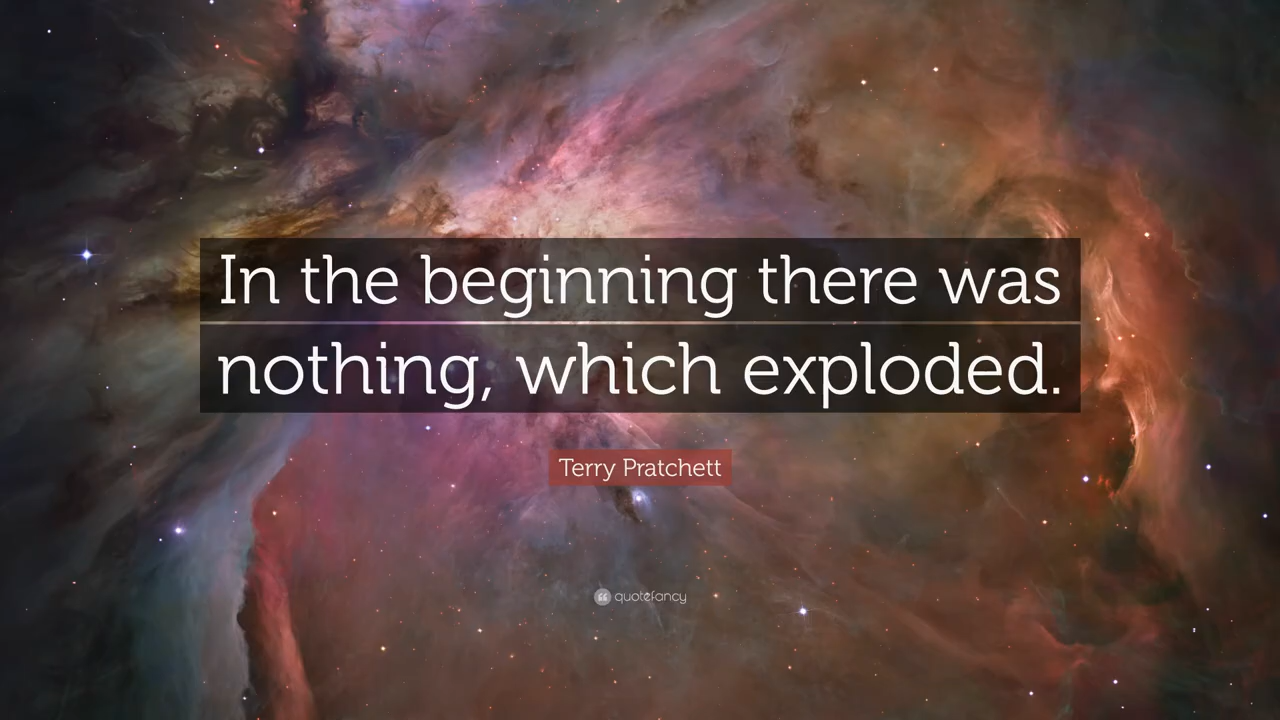 In the beginning there was
nothing, which exploded.
Terry Pratchett
quotefancy